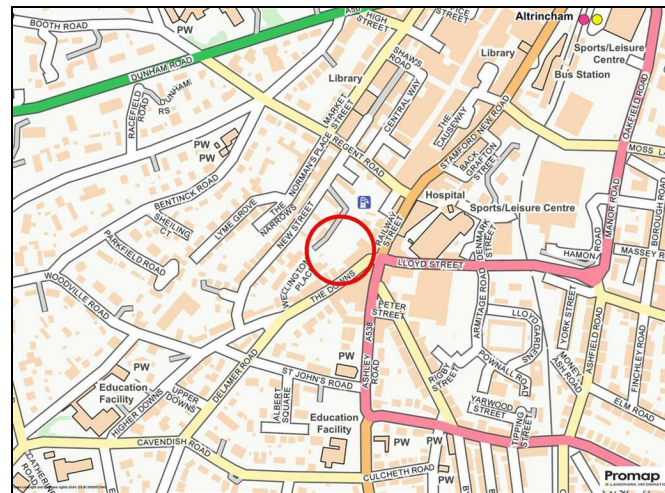 BOOTH ROAD
PW
A56
HIGH
STREET
STREET
Altrincham
Sports/Leisure
Centre
Bus Station
Library
SHAW'S
ROAD
DUNHAM ROAD
RACEFIELD
ROAD
DUNHAM
RS
Library
MARKET
STREET
CENTRAL WAY
THE
CAUSEWAY
STAMFORD NEW ROAD
OAKFIELD ROAD
MOSS LA
PW
PW
NORMAN'S PLACE
REGENT ROAD
BACK
GRAFTON
STREET
BENTINCK ROAD
LYME GROVE
THE
NARROWS
NEW STREET
Hospital
Sports/Leisure Centre
MANOR ROAD
BOROUGH
ROAD
SHEILING
CT
PARKFIELD ROAD
RAILWAY
STREET
DENMARK
STREET
HAMON
ROAD
MASSEY R
WOODVILLE
ROAD
WELLINGTON
PLACE
THE DOWNS
LLOYD STREET
PETER
STREET
ARMITAGE ROAD
LLOYD
GARDENS
YORK STREET
ASHFIELD ROAD
FINCHLEY ROAD
A538
ASHLEY
ROAD
PW
ST JOHN'S ROAD
DELAMER ROAD
RIGBY
STREET
POWNALL ROAD
MONEY
ASH ROAD
ELM ROAD
Education
Facility
HIGHER DOWNS
UPPER
DOWNS
ALBERT
SQUARE
Education
Facility
YARWOOD
STREET
TIPPING
STREET
CAVENDISH ROAD
CATHERINE
ROAD
PW
PW
CULCHETH ROAD
Promap